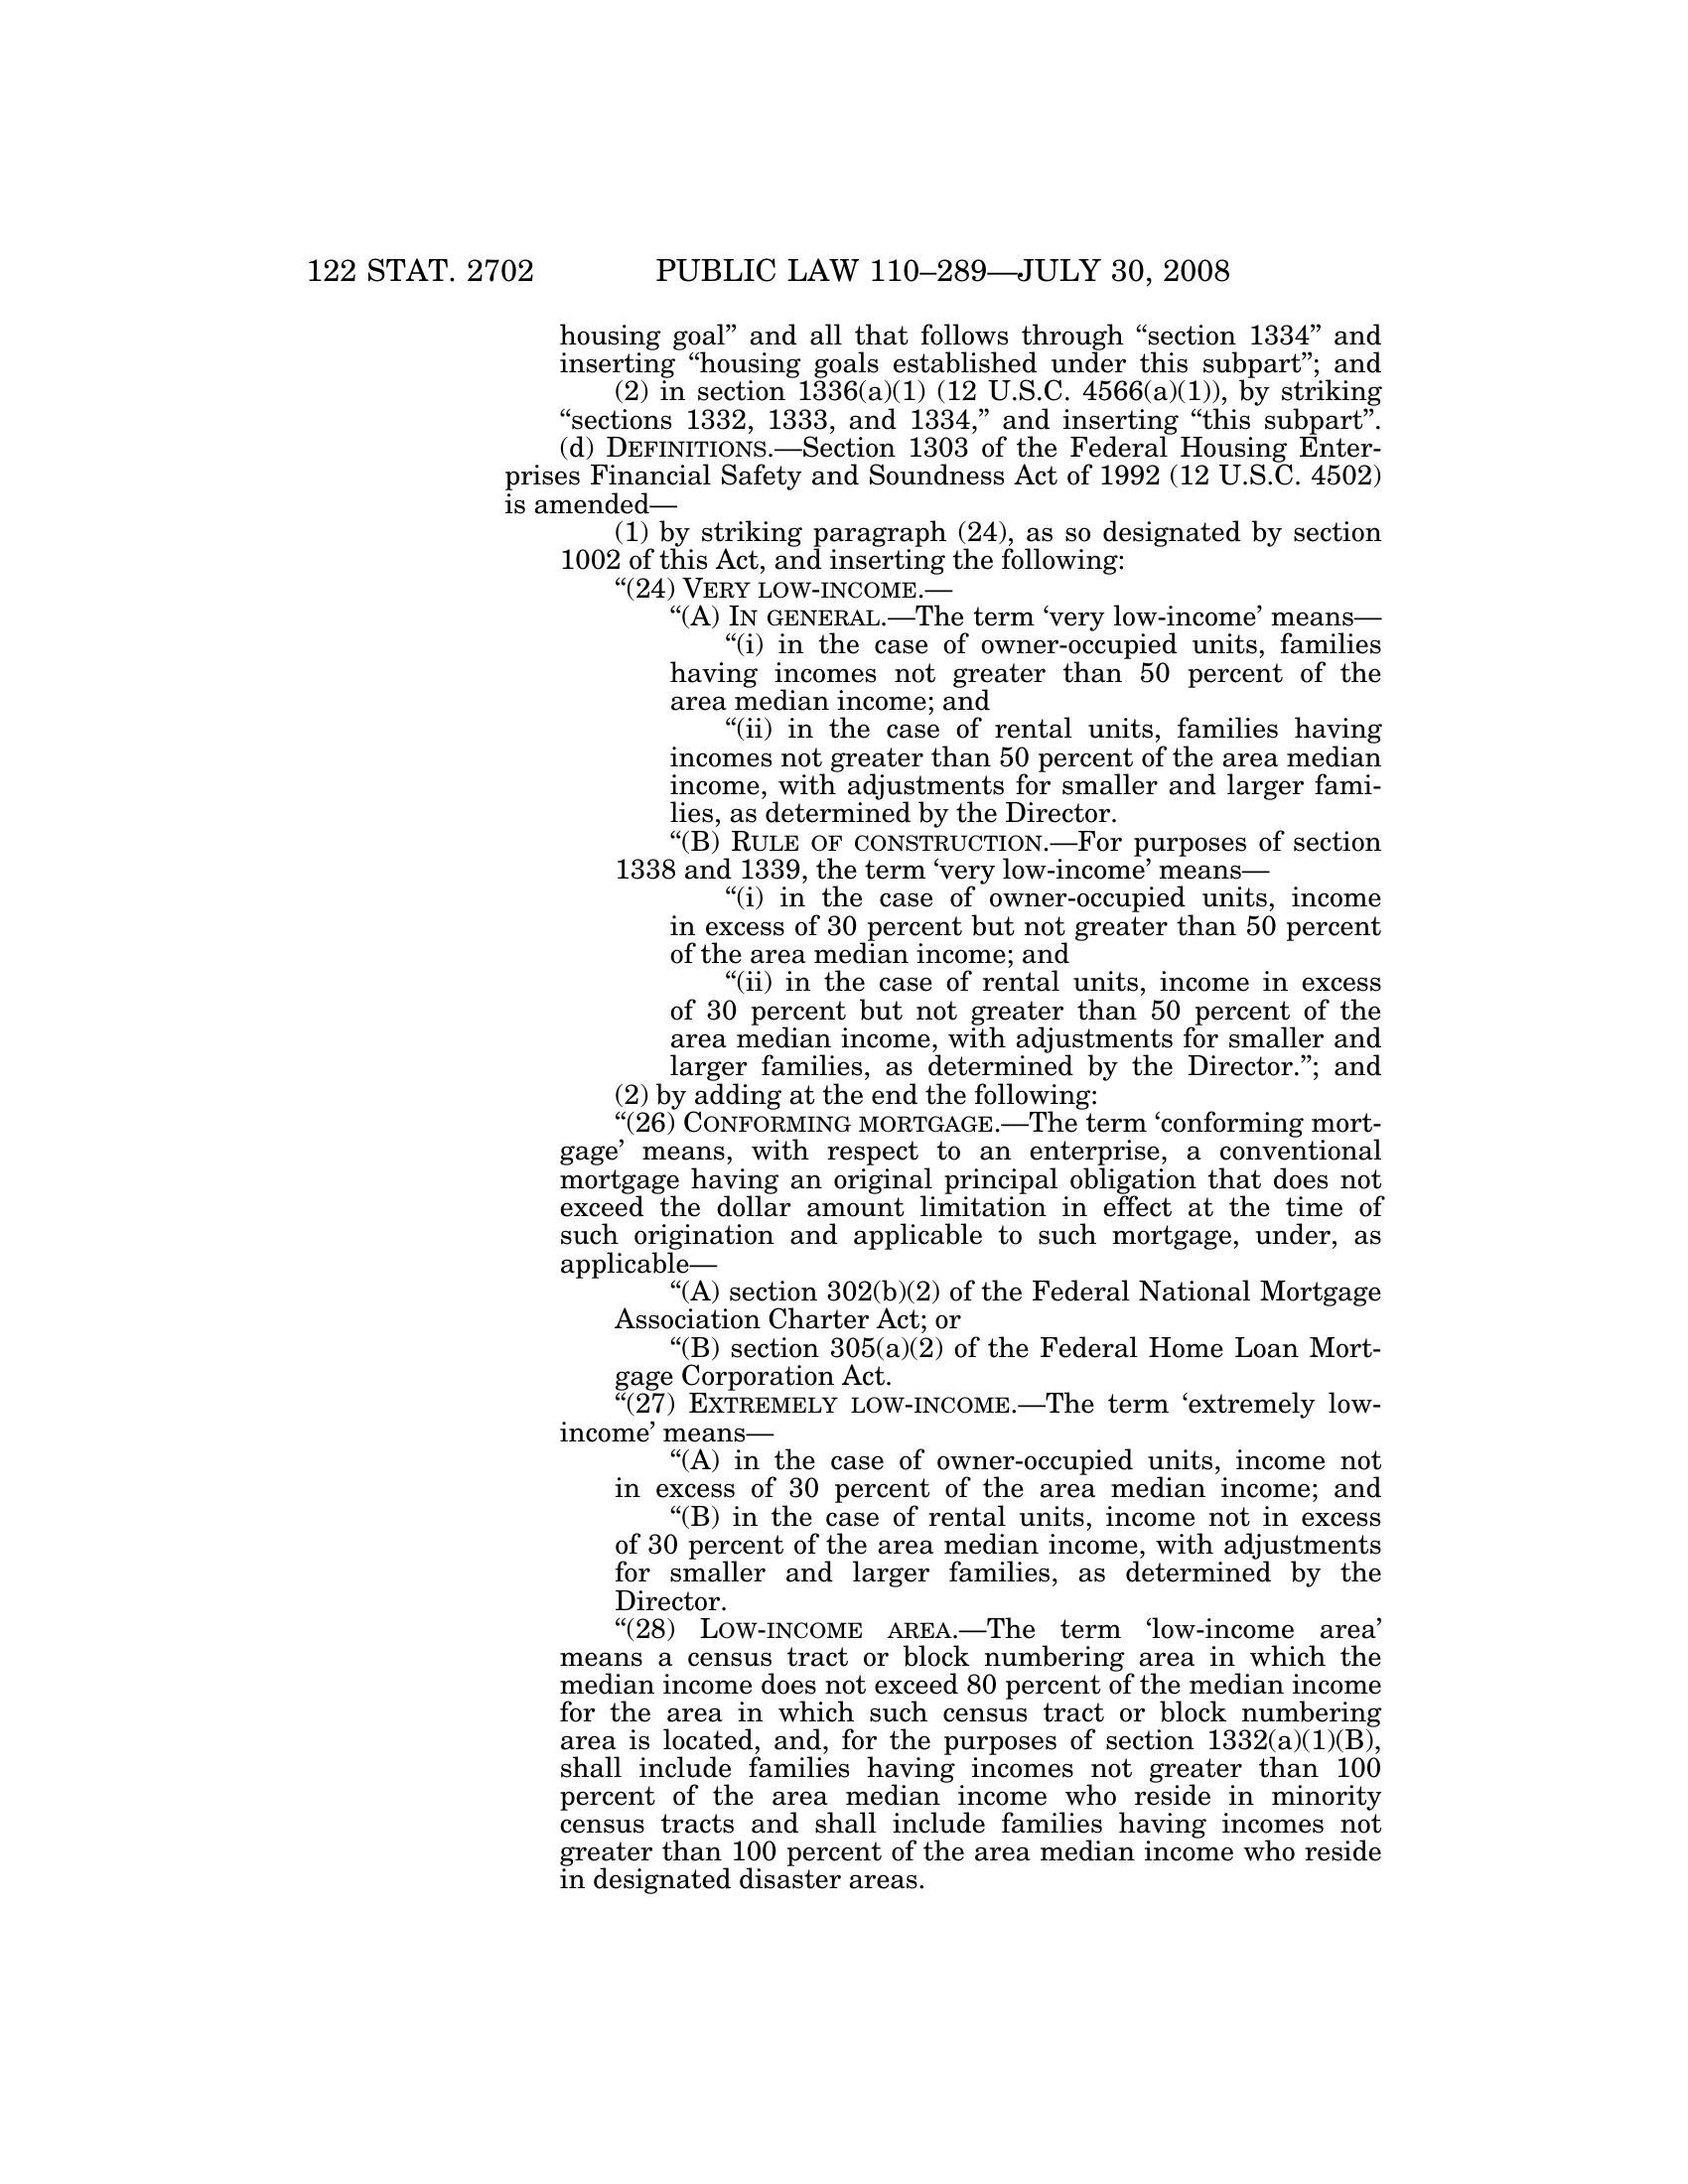 122 STAT. 2702 PUBLIC LAW 110–289—JULY 30, 2008
housing goal” and all that follows through “section 1334” and
inserting “housing goals established under this subpart”; and
(2) in section 1336(a)(1) (12 U.S.C. 4566(a)(1)), by striking
“sections 1332, 1333, and 1334,” and inserting “this subpart”.
(d) DEFINITIONS.—Section 1303 of the Federal Housing Enter-
prises Financial Safety and Soundness Act of 1992 (12 U.S.C. 4502)
is amended—
(1) by striking paragraph (24), as so designated by section
1002 of this Act, and inserting the following:
“(24) VERY LOW-INCOME.—
“(A) IN GENERAL.—The term ‘very low-income’ means—
“(i) in the case of owner-occupied units, families
having incomes not greater than 50 percent of the
area median income; and
“(ii) in the case of rental units, families having
incomes not greater than 50 percent of the area median
income, with adjustments for smaller and larger fami-
lies, as determined by the Director.
“(B) RULE OF CONSTRUCTION.—For purposes of section
1338 and 1339, the term ‘very low-income’ means—
“(i) in the case of owner-occupied units, income
in excess of 30 percent but not greater than 50 percent
of the area median income; and
“(ii) in the case of rental units, income in excess
of 30 percent but not greater than 50 percent of the
area median income, with adjustments for smaller and
larger families, as determined by the Director.”; and
(2) by adding at the end the following:
“(26) CONFORMING MORTGAGE.—The term ‘conforming mort-
gage’ means, with respect to an enterprise, a conventional
mortgage having an original principal obligation that does not
exceed the dollar amount limitation in effect at the time of
such origination and applicable to such mortgage, under, as
applicable—
“(A) section 302(b)(2) of the Federal National Mortgage
Association Charter Act; or
“(B) section 305(a)(2) of the Federal Home Loan Mort-
gage Corporation Act.
“(27) EXTREMELY LOW-INCOME.—The term ‘extremely low-
income’ means—
“(A) in the case of owner-occupied units, income not
in excess of 30 percent of the area median income; and
“(B) in the case of rental units, income not in excess
of 30 percent of the area median income, with adjustments
for smaller and larger families, as determined by the
Director.
“(28) LOW-INCOME AREA.—The term ‘low-income area’
means a census tract or block numbering area in which the
median income does not exceed 80 percent of the median income
for the area in which such census tract or block numbering
area is located, and, for the purposes of section 1332(a)(1)(B),
shall include families having incomes not greater than 100
percent of the area median income who reside in minority
census tracts and shall include families having incomes not
greater than 100 percent of the area median income who reside
in designated disaster areas.